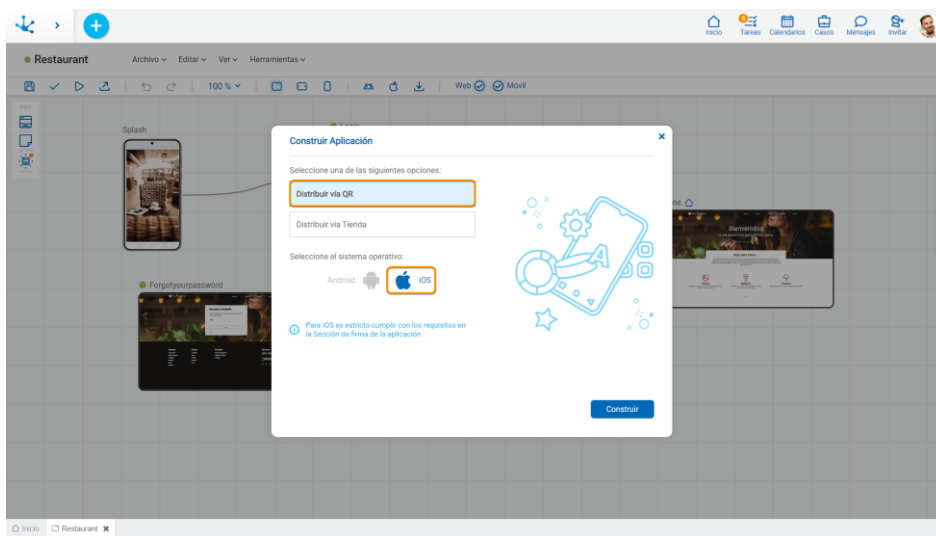 Inicio
6
Tareas
Calendarios
Casos
Mensajes
Invitar
Restaurant
Archivo
Editar
Ver
Herramientas
100 %
Web
Móvil
Splash
Construir Aplicación
Seleccione una de las siguientes opciones:
Distribuir vía QR
Distribuir vía Tienda
Seleccione el sistema operativo:
Android
iOS
Para iOS es estricto cumplir con los requisitos en
la Sección de firma de la aplicación
Construir
Forgotyourpassword
Bienvenidos
Inicio
Restaurant